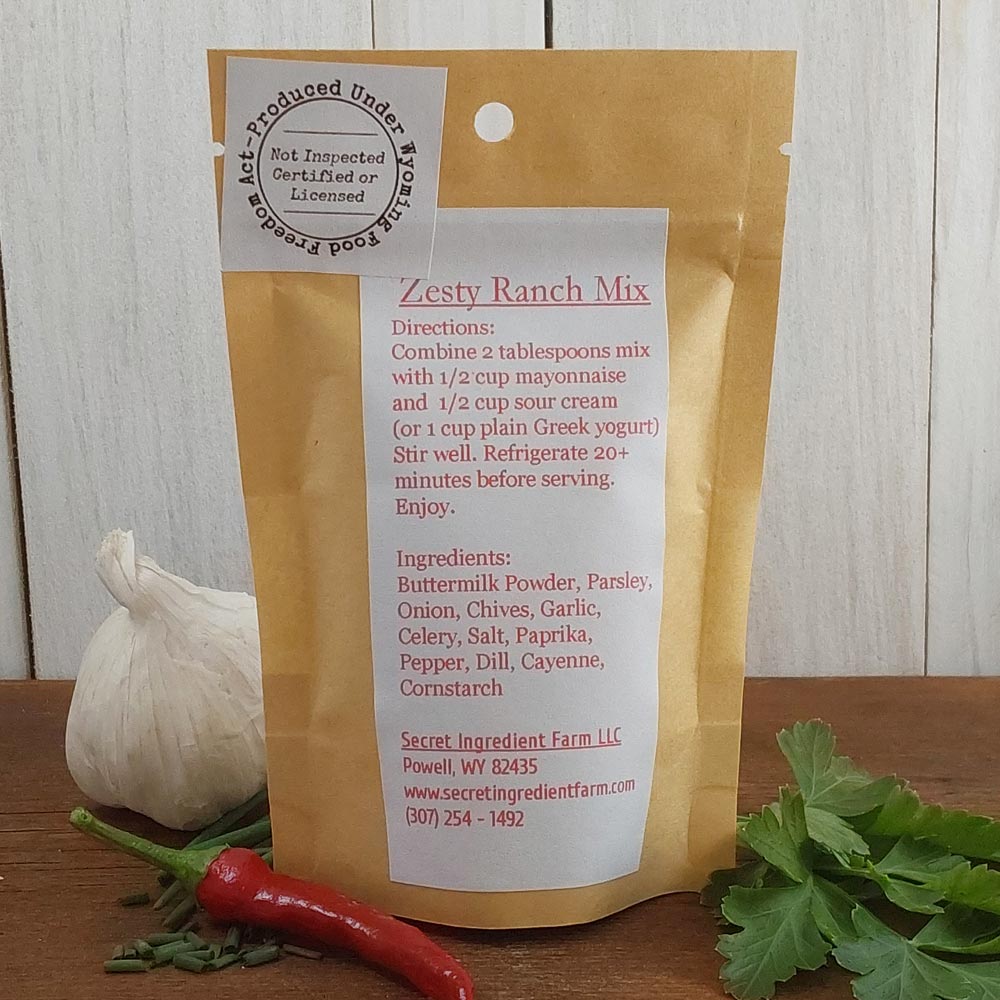 Act-Produced Under Wyoming Food Freedom
Not Inspected
Certified or
Licensed
Zesty Ranch Mix
Directions:
Combine 2 tablespoons mix
with 1/2 cup mayonnaise
and 1/2 cup sour cream
(or 1 cup plain Greek yogurt)
Stir well. Refrigerate 20+
minutes before serving.
Enjoy.
Ingredients:
Buttermilk Powder, Parsley,
Onion, Chives, Garlic,
Celery, Salt, Paprika,
Pepper, Dill, Cayenne,
Cornstarch
Secret Ingredient Farm LLC
Powell, WY 82435
www.secretingredientfarm.com
(307) 254 - 1492